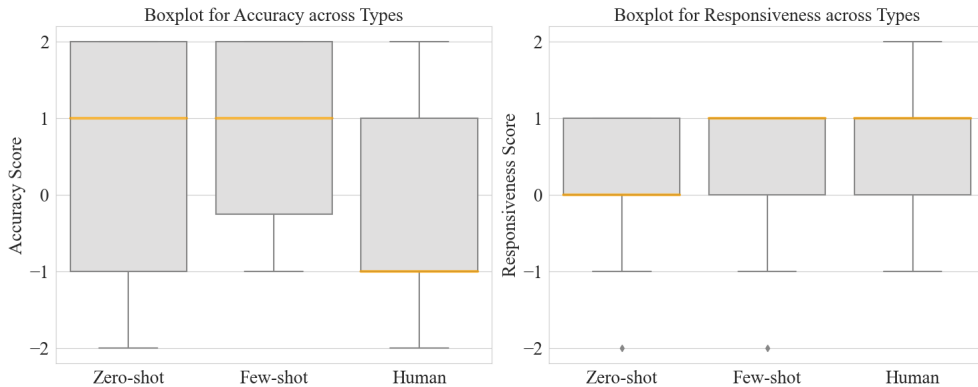 Boxplot for Accuracy across Types
Accuracy Score
2
1
0
−1
−2
Zero-shot
Few-shot
Human
Boxplot for Responsiveness across Types
Responsiveness Score
2
1
0
−1
−2
Zero-shot
Few-shot
Human